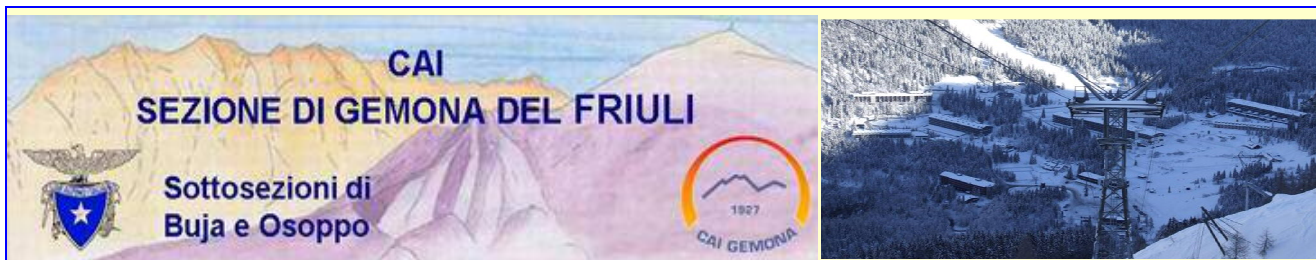 CAI
SEZIONE DI GEMONA DEL FRIULI
Sottosezioni di
Buja e Osoppo
1927
CAI GEMONA